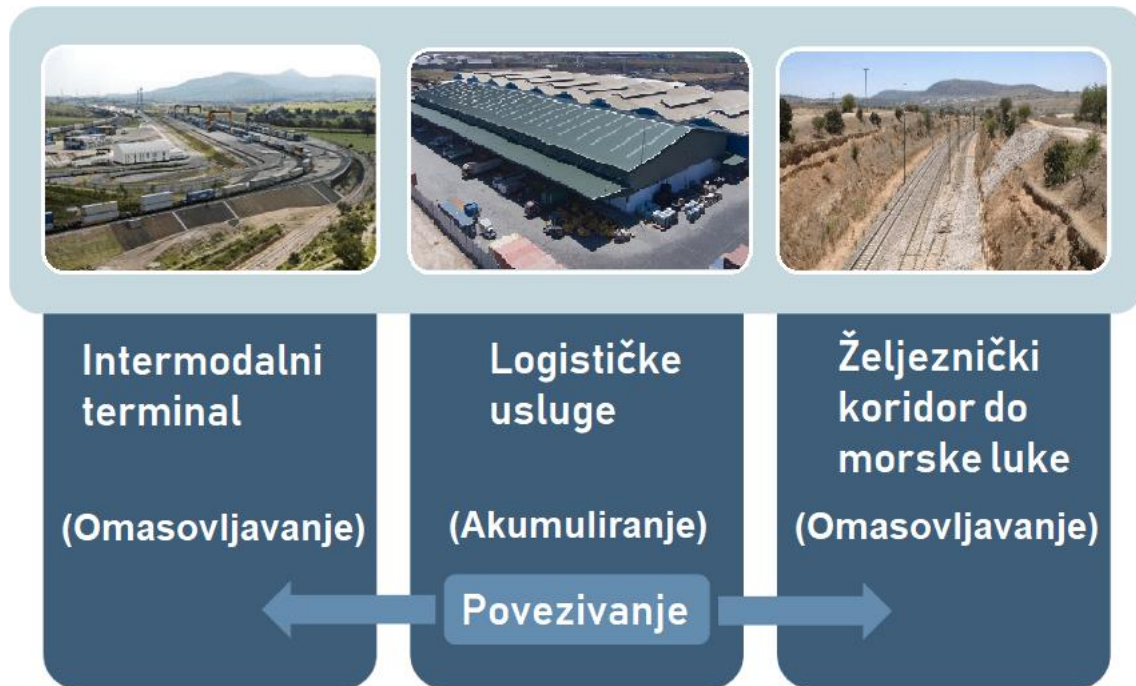 Intermodalni
terminal
(Omasovljavanje)
Logističke
usluge
(Akumuliranje)
Željeznički
koridor do
morske luke
(Omasovljavanje)
Povezivanje